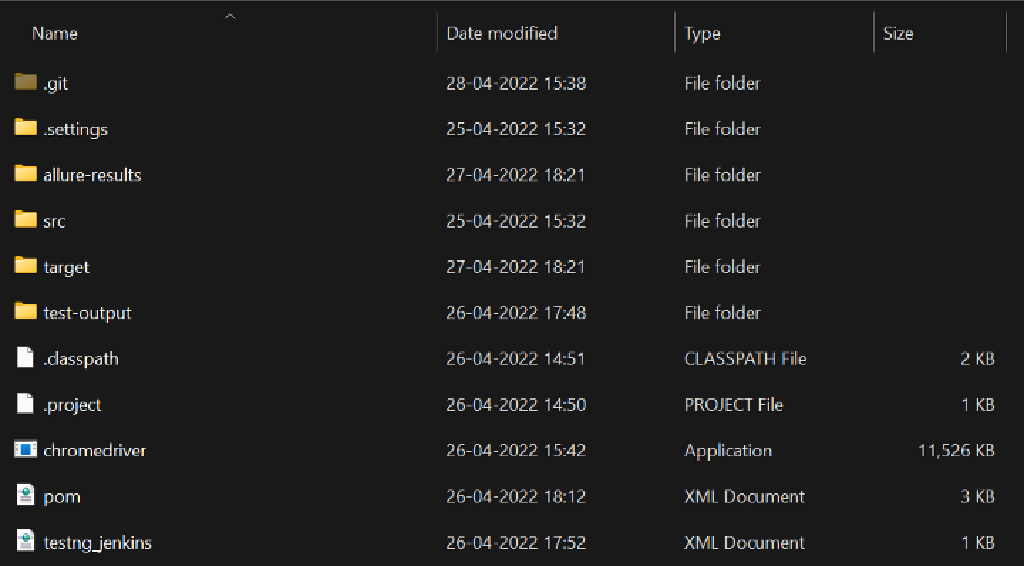 Name Date modified Type Size
.git 28-04-2022 15:38 File folder
.settings 25-04-2022 15:32 File folder
allure-results 27-04-2022 18:21 File folder
src 25-04-2022 15:32 File folder
target 27-04-2022 18:21 File folder
test-output 26-04-2022 17:48 File folder
.classpath 26-04-2022 14:51 CLASSPATH File 2 KB
.project 26-04-2022 14:50 PROJECT File 1 KB
chromedriver 26-04-2022 15:42 Application 11,526 KB
pom 26-04-2022 18:12 XML Document 3 KB
testng_jenkins 26-04-2022 17:52 XML Document 1 KB